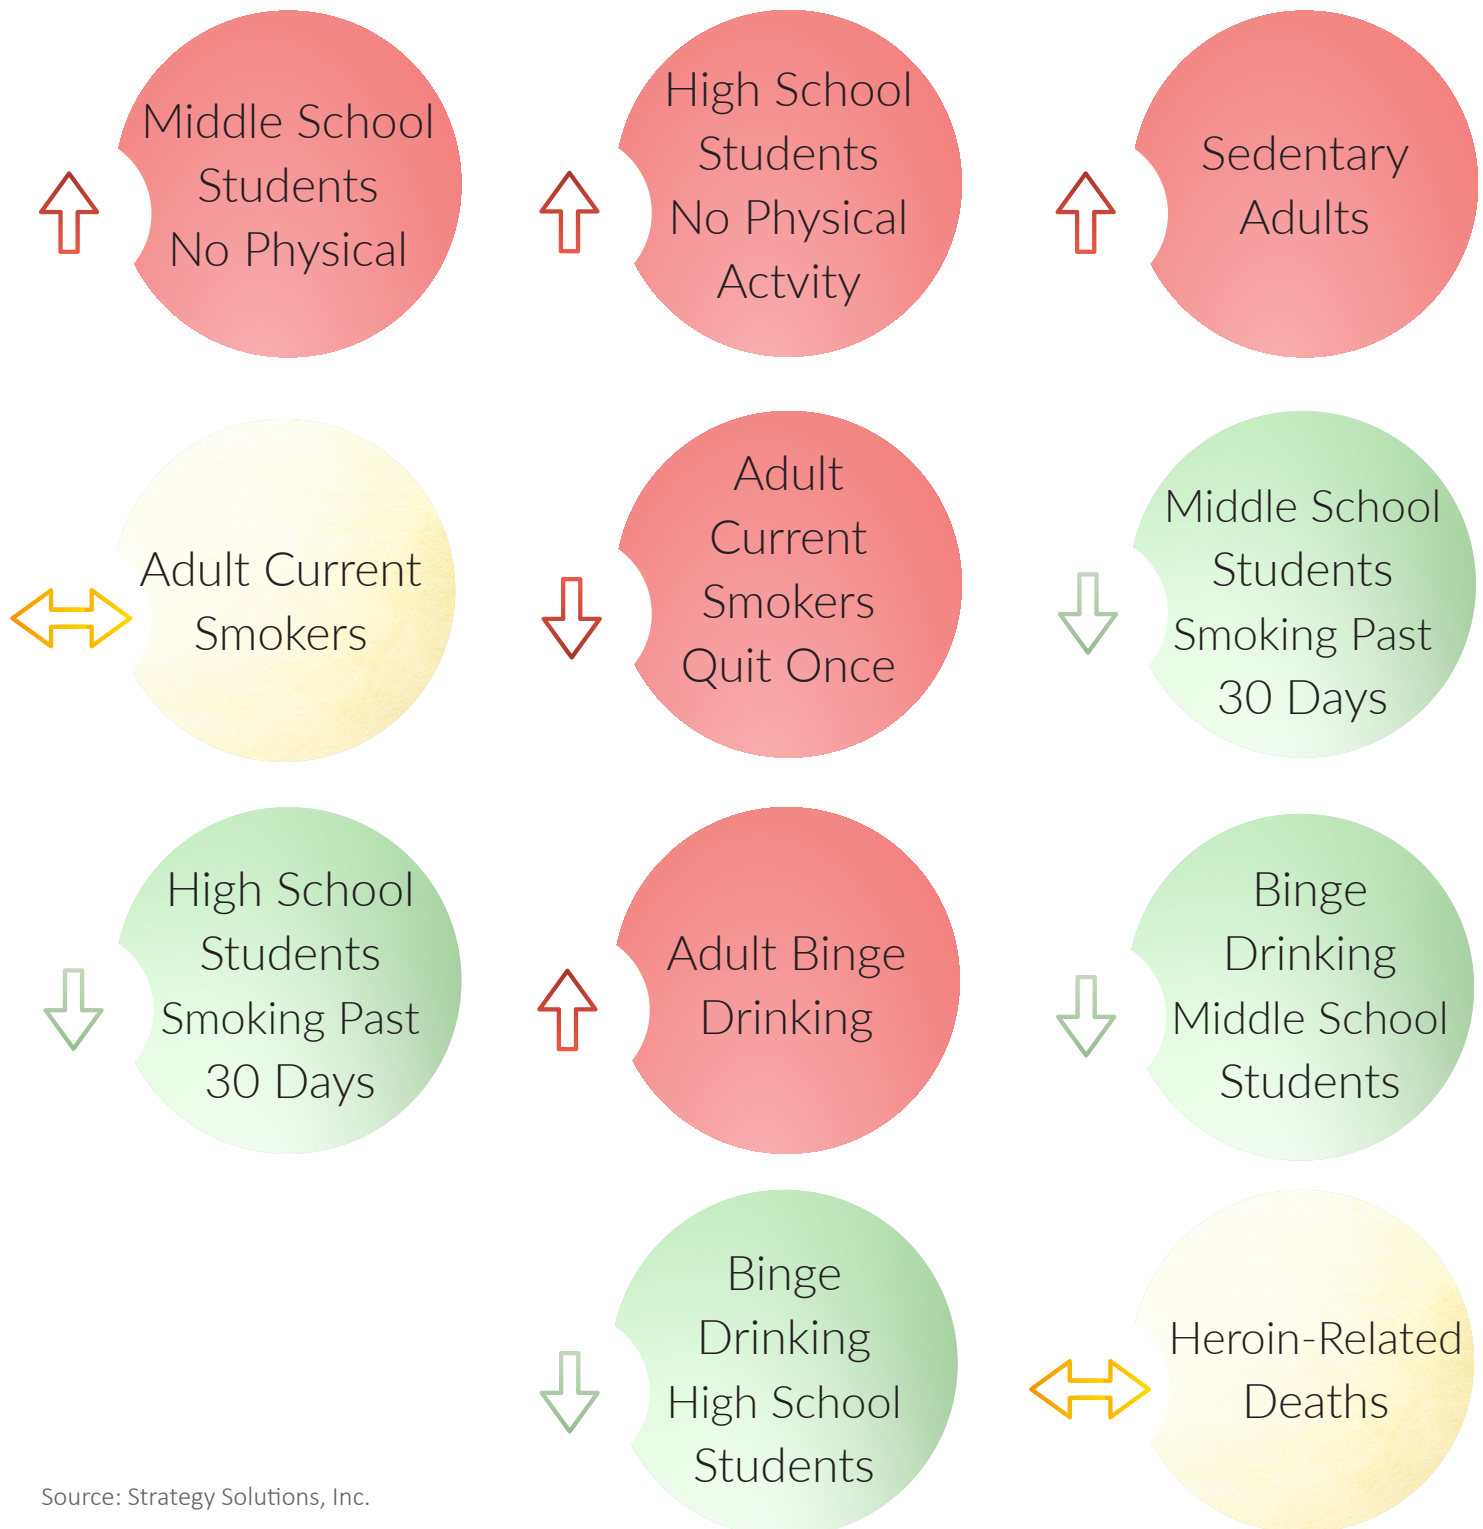 Middle School
Students
No Physical
High School
Students
No Physical
Actvity
Sedentary
Adults
Adult Current
Smokers
Adult
Current
Smokers
Quit Once
Middle School
Students
Smoking Past
30 Days
High School
Students
Smoking Past
30 Days
Adult Binge
Drinking
Binge
Drinking
Middle School
Students
Binge
Drinking
High School
Students
Heroin-Related
Deaths
Source: Strategy Solutions, Inc.